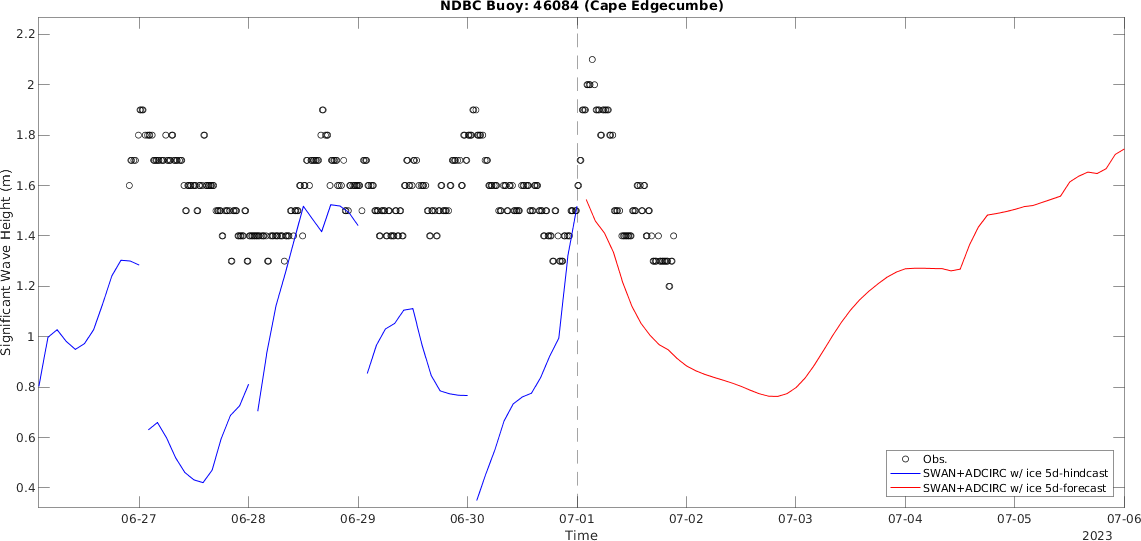 NDBC Buoy: 46084 (Cape Edgecumbe)
2.2
2
1.8
1.6
1.4
1.2
1
0.8
0.6
0.4
Significant Wave Height (m)
Obs.
SWAN+ADCIRC w/ ice 5d-hindcast
SWAN+ADCIRC w/ ice 5d-forecast
06-27 06-28 06-29 06-30 07-01 07-02 07-03 07-04 07-05 07-06
Time
2023